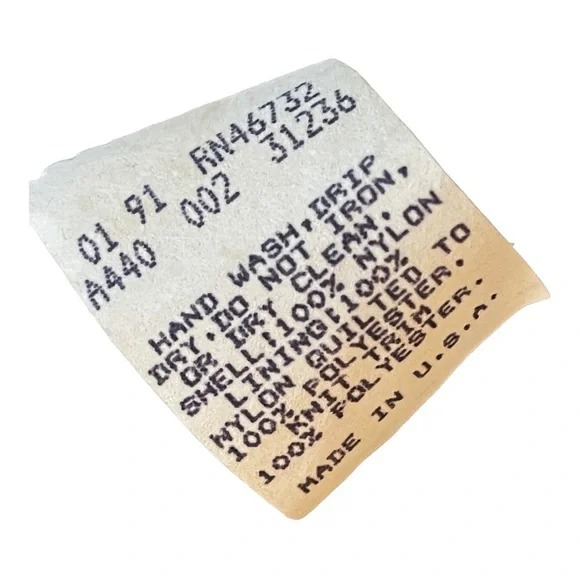 01 91 RN46732
A440 002 31236
HAND WASH,DRIP
DRY.DO NOT IRON,
OR DRY CLEAN.
SHELL:100% NYLON
LINING:100%
NYLON QUILTED TO
100% POLYESTER.
KNIT TRIM
100% POLYESTER.
MADE IN U.S.A.